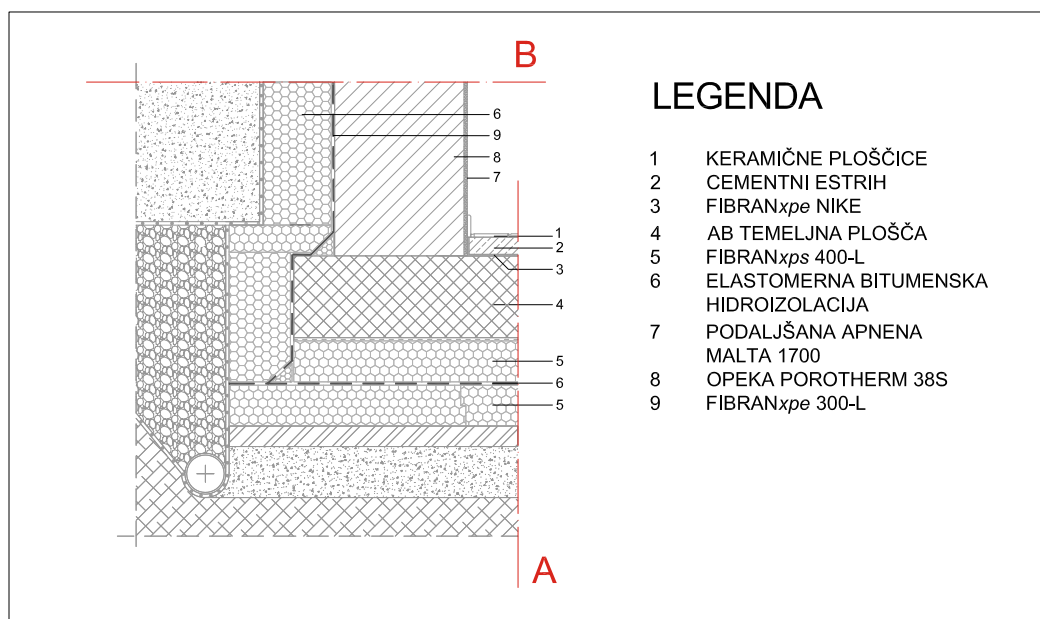 B
6
9
8
7
1
2
3
4
5
6
5
A
LEGENDA
1 KERAMIČNE PLOŠČICE
2 CEMENTNI ESTRIH
3 FIBRANxpe NIKE
4 AB TEMELJNA PLOŠČA
5 FIBRANxps 400-L
6 ELASTOMERNA BITUMENSKA
HIDROIZOLACIJA
7 PODALJŠANA APNENA
MALTA 1700
8 OPEKA POROTHERM 38S
9 FIBRANxpe 300-L